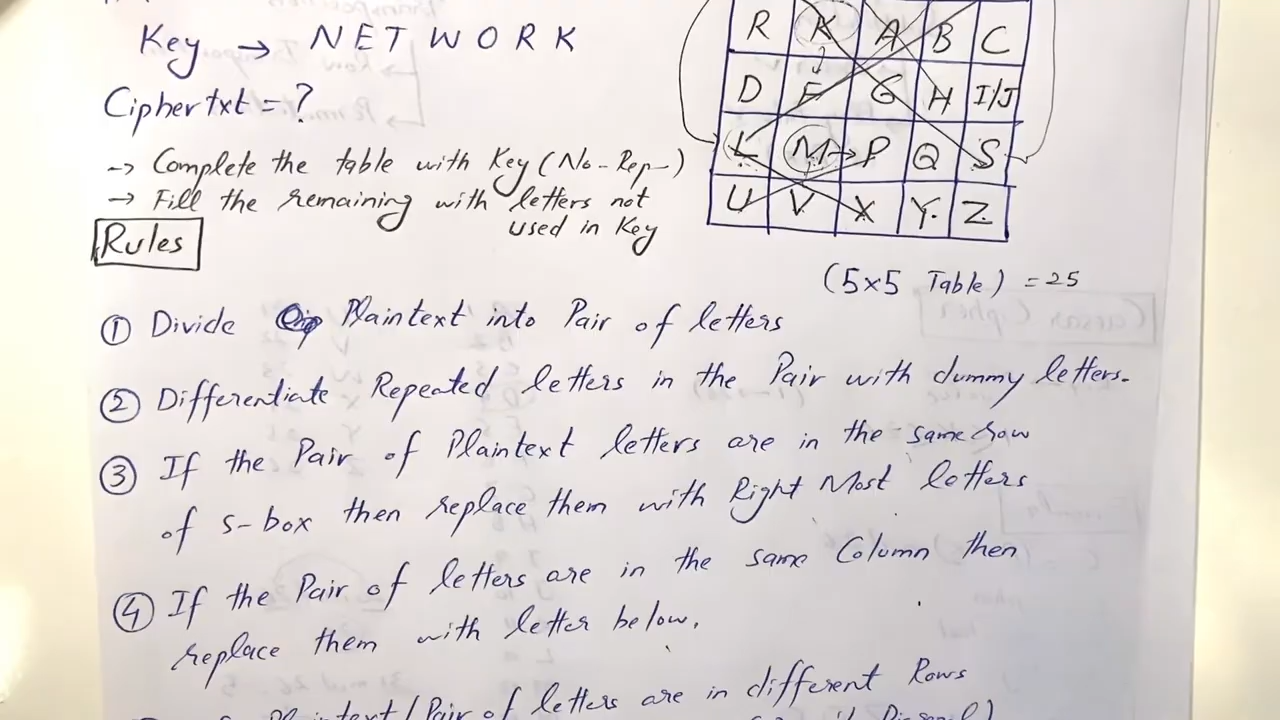 Key → NETWORK
Ciphertxt = ?
→ Complete the table with Key (No-Rep-)
→ Fill the remaining with letters not
used in Key
R K A B C
D F G H I/J
L M P Q S
U V X Y Z
(5×5 Table) = 25
Rules
① Divide Plaintext into Pair of letters
② Differentiate Repeated letters in the Pair with dummy letters.
③ If the Pair of Plaintext letters are in the same row
of s-box then replace them with Right Most letters
④ If the Pair of letters are in the same Column then
replace them with letter below.
Plaintext/Pair of letters are in different Rows